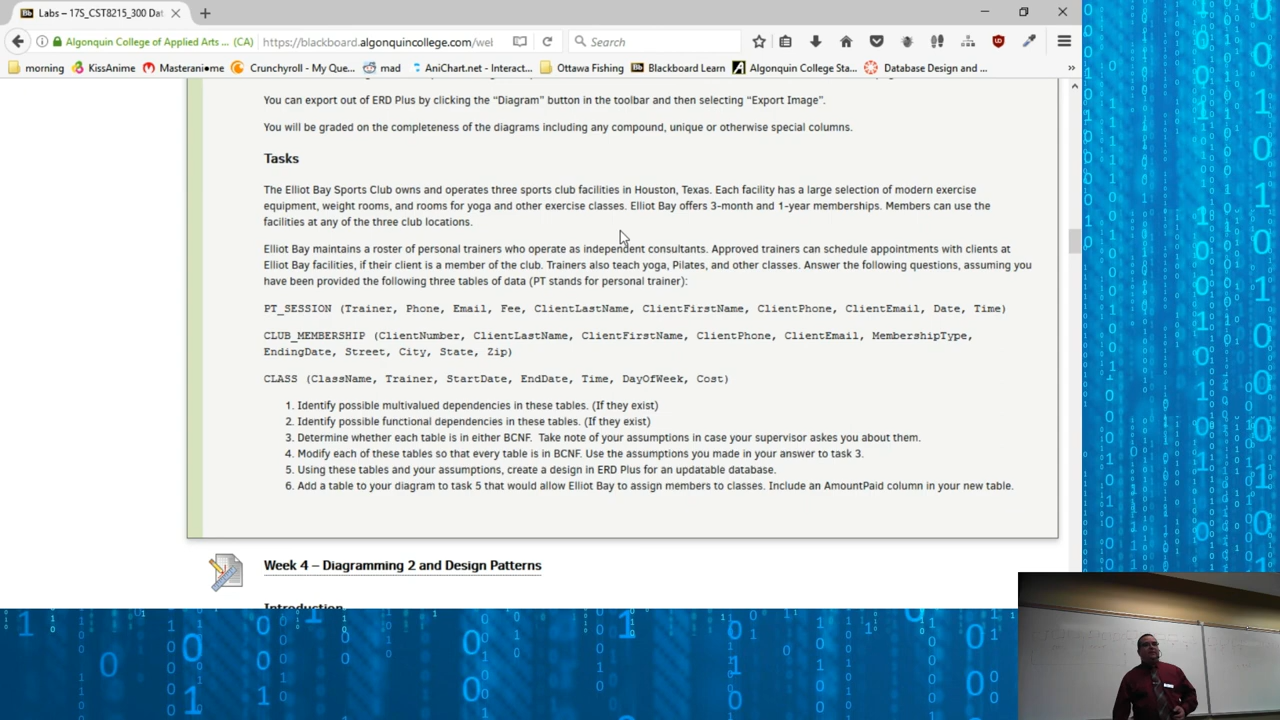 Labs – 17S_CST8215_300 Dat
Algonquin College of Applied Arts ... (CA)
https://blackboard.algonquincollege.com/wel
Search
morning KissAnime Masterani●me Crunchyroll - My Que... mad AniChart.net - Interact... Ottawa Fishing Blackboard Learn Algonquin College Sta... Database Design and ...
You can export out of ERD Plus by clicking the “Diagram” button in the toolbar and then selecting “Export Image”.
You will be graded on the completeness of the diagrams including any compound, unique or otherwise special columns.
Tasks
The Elliot Bay Sports Club owns and operates three sports club facilities in Houston, Texas. Each facility has a large selection of modern exercise
equipment, weight rooms, and rooms for yoga and other exercise classes. Elliot Bay offers 3-month and 1-year memberships. Members can use the
facilities at any of the three club locations.
Elliot Bay maintains a roster of personal trainers who operate as independent consultants. Approved trainers can schedule appointments with clients at
Elliot Bay facilities, if their client is a member of the club. Trainers also teach yoga, Pilates, and other classes. Answer the following questions, assuming you
have been provided the following three tables of data (PT stands for personal trainer):
PT_SESSION (Trainer, Phone, Email, Fee, ClientLastName, ClientFirstName, ClientPhone, ClientEmail, Date, Time)
CLUB_MEMBERSHIP (ClientNumber, ClientLastName, ClientFirstName, ClientPhone, ClientEmail, MembershipType,
EndingDate, Street, City, State, Zip)
CLASS (ClassName, Trainer, StartDate, EndDate, Time, DayOfWeek, Cost)
1. Identify possible multivalued dependencies in these tables. (If they exist)
2. Identify possible functional dependencies in these tables. (If they exist)
3. Determine whether each table is in either BCNF. Take note of your assumptions in case your supervisor askes you about them.
4. Modify each of these tables so that every table is in BCNF. Use the assumptions you made in your answer to task 3.
5. Using these tables and your assumptions, create a design in ERD Plus for an updatable database.
6. Add a table to your diagram to task 5 that would allow Elliot Bay to assign members to classes. Include an AmountPaid column in your new table.
Week 4 – Diagramming 2 and Design Patterns
Introduction